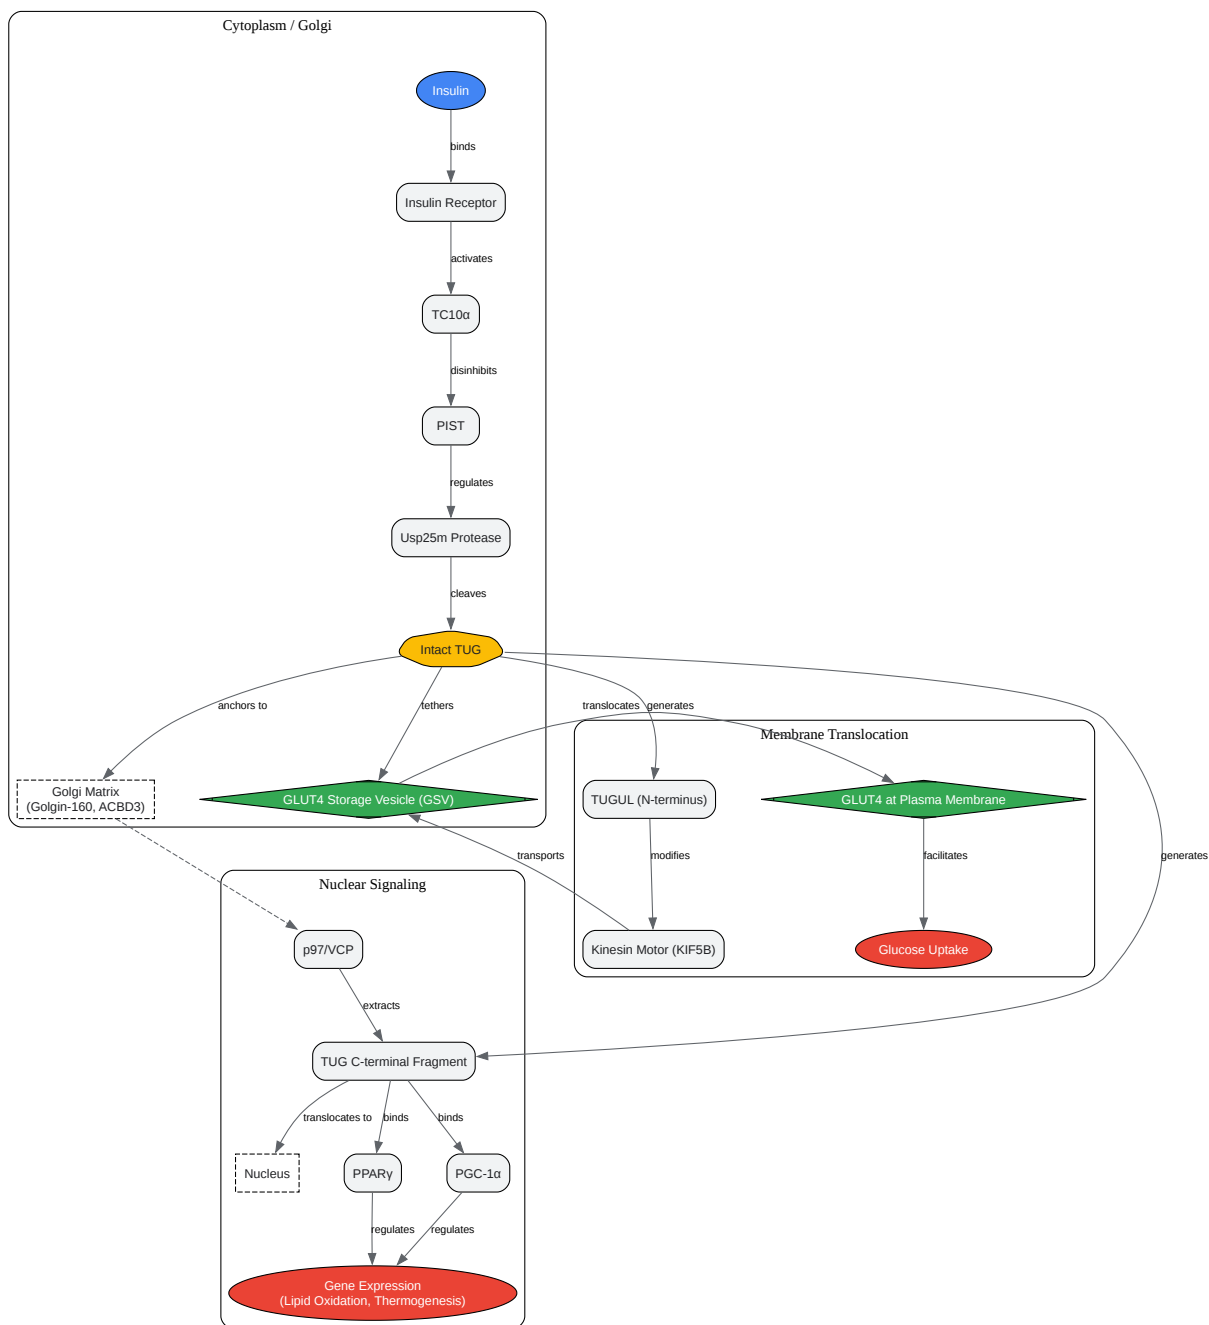 Cytoplasm / Golgi
Insulin
binds
Insulin Receptor
activates
TC10α
disinhibits
PIST
regulates
Usp25m Protease
cleaves
Intact TUG
anchors to
tethers
translocates
generates
Membrane Translocation
Golgi Matrix
(Golgin-160, ACBD3)
GLUT4 Storage Vesicle (GSV)
TUGUL (N-terminus)
GLUT4 at Plasma Membrane
transports
modifies
facilitates
generates
Nuclear Signaling
p97/VCP
Kinesin Motor (KIF5B)
Glucose Uptake
extracts
TUG C-terminal Fragment
translocates to
binds
binds
Nucleus
PPARγ
PGC-1α
regulates
regulates
Gene Expression
(Lipid Oxidation, Thermogenesis)